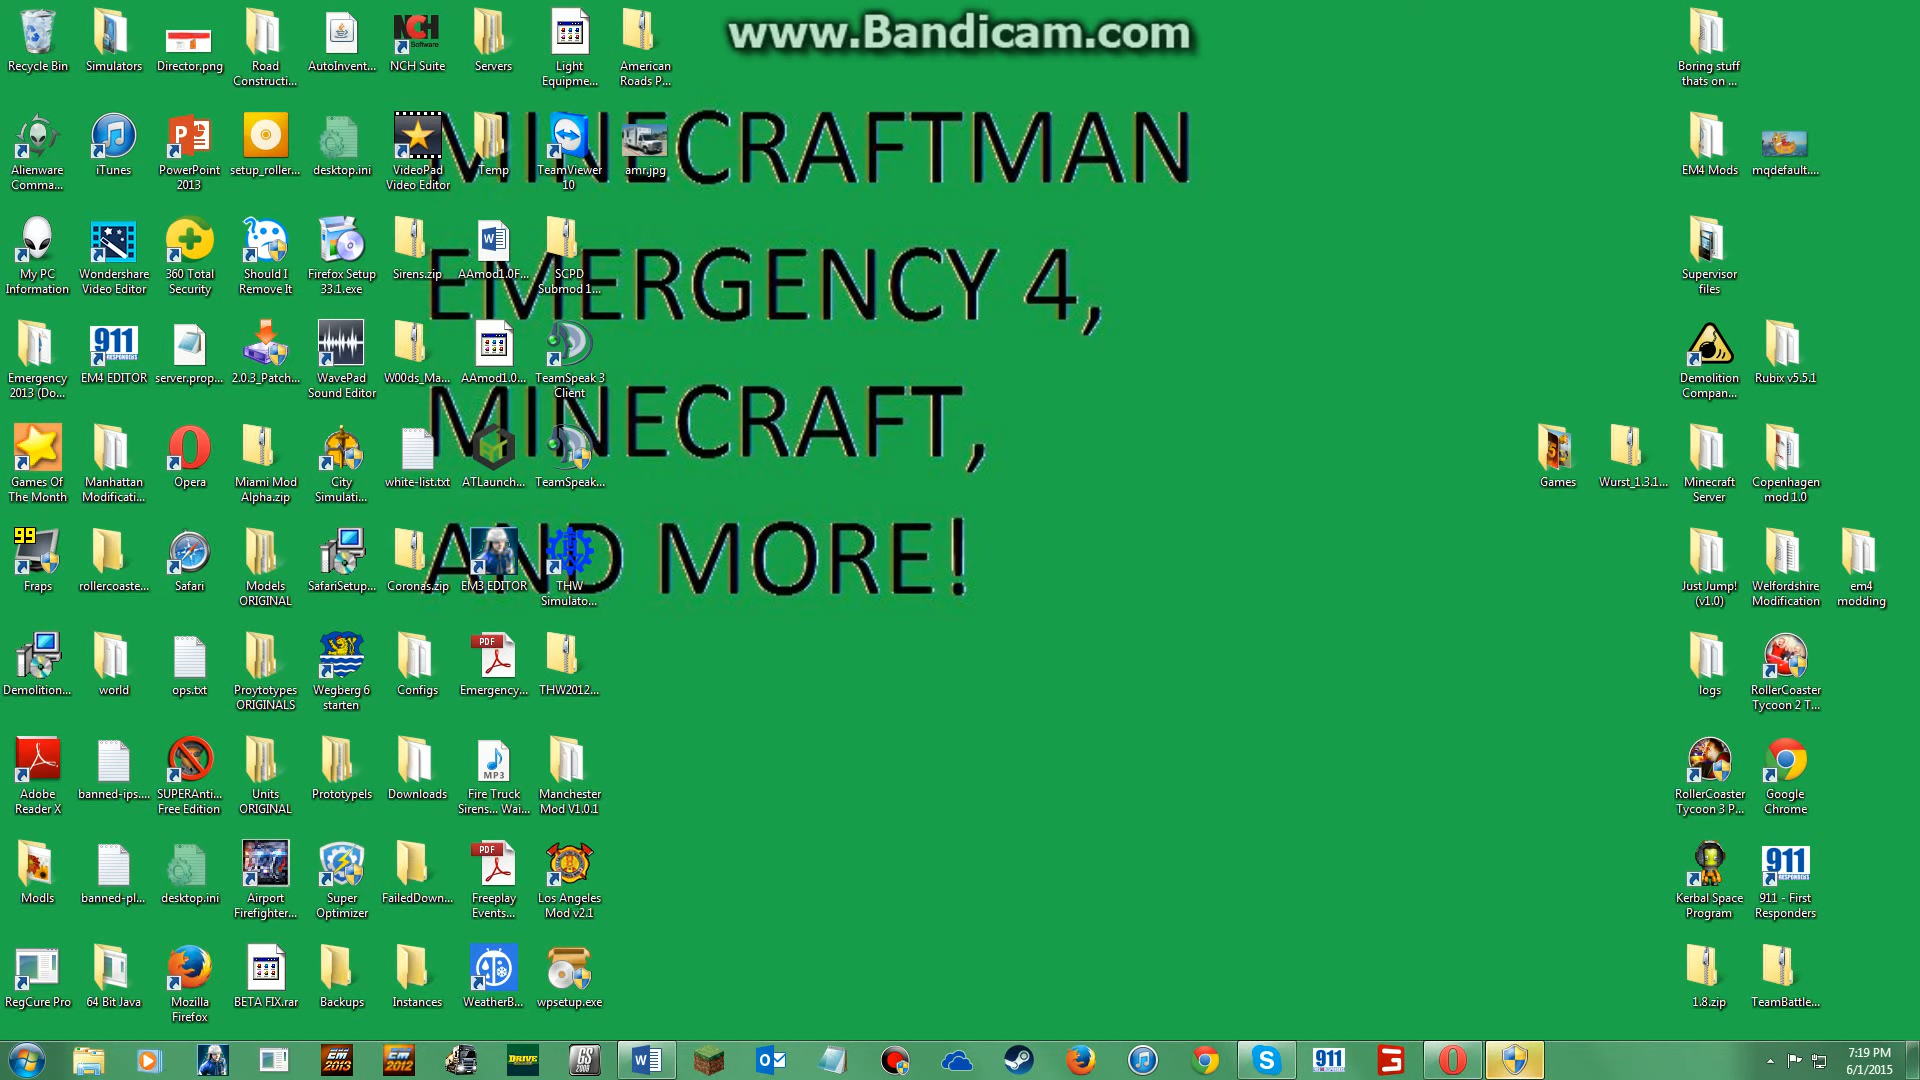 www.Bandicam.com
MINECRAFTMAN
EMERGENCY 4,
MINECRAFT,
AND MORE!
Recycle Bin
Simulators
Director.png
Road
Constructi...
AutoInvent...
NCH Suite
Servers
Light
Equipme...
American
Roads P...
Boring stuff
thats on ...
Alienware
Comma...
iTunes
PowerPoint
2013
setup_roller...
desktop.ini
VideoPad
Video Editor
Temp
TeamViewer
10
amr.jpg
EM4 Mods
mqdefault....
My PC
Information
Wondershare
Video Editor
360 Total
Security
Should I
Remove It
Firefox Setup
33.1.exe
Sirens.zip
AAmod1.0F...
SCPD
Submod 1...
Supervisor
files
Emergency
2013 (Do...
EM4 EDITOR
server.prop...
2.0.3_Patch...
WavePad
Sound Editor
W00ds_Ma...
AAmod1.0...
TeamSpeak 3
Client
Demolition
Compan...
Rubix v5.5.1
Games Of
The Month
Manhattan
Modificati...
Opera
Miami Mod
Alpha.zip
City
Simulati...
white-list.txt
ATLaunch...
TeamSpeak...
Games
Wurst_1.3.1...
Minecraft
Server
Copenhagen
mod 1.0
Fraps
rollercoaste...
Safari
Models
ORIGINAL
SafariSetup...
Coronas.zip
EM3 EDITOR
THW
Simulato...
Just Jump!
(v1.0)
Welfordshire
Modification
em4
modding
Demolition...
world
ops.txt
Proytotypes
ORIGINALS
Wegberg 6
starten
Configs
Emergency...
THW2012...
logs
RollerCoaster
Tycoon 2 T...
Adobe
Reader X
banned-ips....
SUPERAnti...
Free Edition
Units
ORIGINAL
Prototypels
Downloads
Fire Truck
Sirens... Wai...
Manchester
Mod V1.0.1
RollerCoaster
Tycoon 3 P...
Google
Chrome
Modls
banned-pl...
desktop.ini
Airport
Firefighter...
Super
Optimizer
FailedDown...
Freeplay
Events...
Los Angeles
Mod v2.1
Kerbal Space
Program
911 - First
Responders
RegCure Pro
64 Bit Java
Mozilla
Firefox
BETA FIX.rar
Backups
Instances
WeatherB...
wpsetup.exe
1.8.zip
TeamBattle...
7:19 PM
6/1/2015